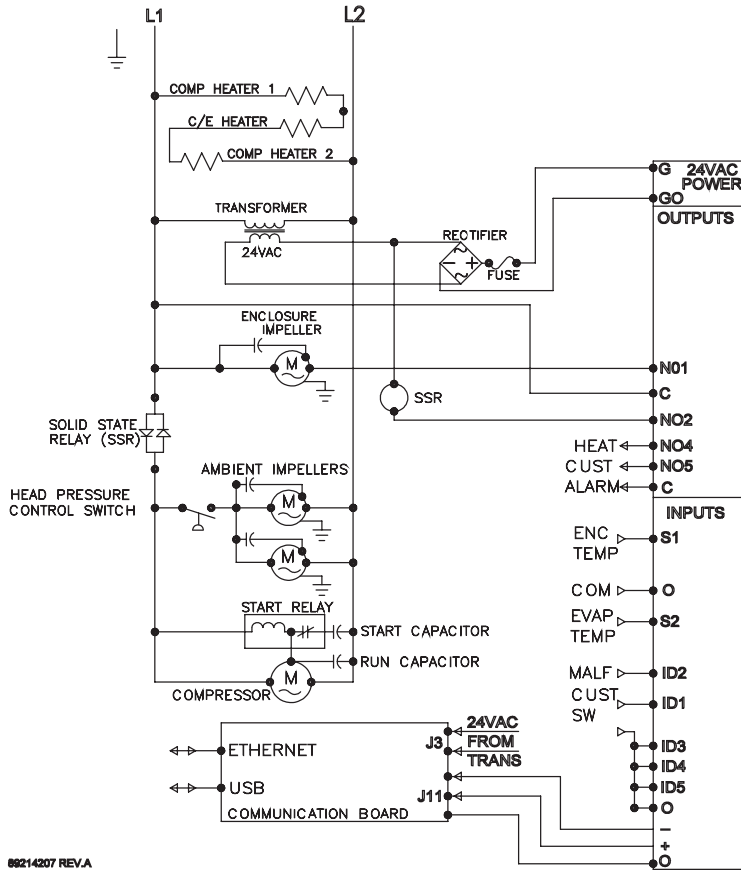 L1
L2
COMP HEATER 1
C/E HEATER
COMP HEATER 2
G
24VAC
POWER
GO
TRANSFORMER
24VAC
RECTIFIER
- +
FUSE
OUTPUTS
ENCLOSURE
IMPELLER
M
N01
C
SSR
NO2
SOLID STATE
RELAY (SSR)
HEAT
NO4
CUST
NO5
ALARM
C
AMBIENT IMPELLERS
M
HEAD PRESSURE
CONTROL SWITCH
M
INPUTS
ENC
TEMP
S1
COM
O
EVAP
TEMP
S2
START RELAY
START CAPACITOR
RUN CAPACITOR
M
COMPRESSOR
MALF
ID2
CUST
SW
ID1
ID3
ID4
ID5
O
-
+
O
24VAC
FROM
TRANS
J3
J11
ETHERNET
USB
COMMUNICATION BOARD
89214207 REV.A